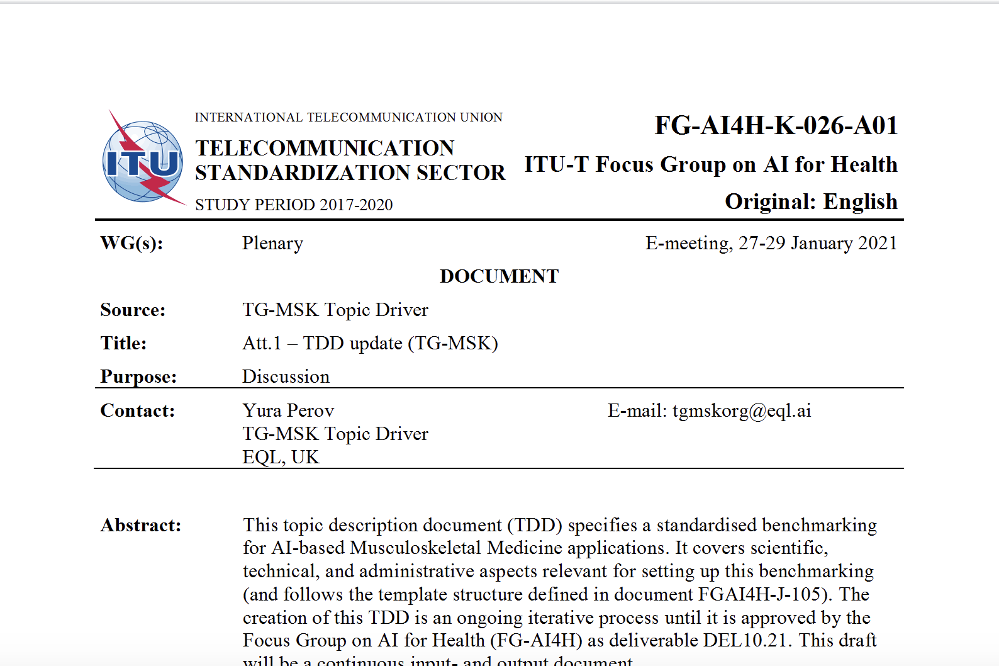 ITU
INTERNATIONAL TELECOMMUNICATION UNION
TELECOMMUNICATION
STANDARDIZATION SECTOR
STUDY PERIOD 2017-2020
FG-AI4H-K-026-A01
ITU-T Focus Group on AI for Health
Original: English
WG(s): Plenary E-meeting, 27-29 January 2021
DOCUMENT
Source: TG-MSK Topic Driver
Title: Att.1 – TDD update (TG-MSK)
Purpose: Discussion
Contact: Yura Perov E-mail: tgmskorg@eql.ai
TG-MSK Topic Driver
EQL, UK
Abstract: This topic description document (TDD) specifies a standardised benchmarking
for AI-based Musculoskeletal Medicine applications. It covers scientific,
technical, and administrative aspects relevant for setting up this benchmarking
(and follows the template structure defined in document FGAI4H-J-105). The
creation of this TDD is an ongoing iterative process until it is approved by the
Focus Group on AI for Health (FG-AI4H) as deliverable DEL10.21. This draft
will be a continuous input- and output document.